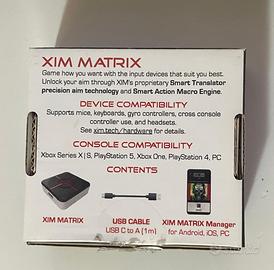 XIM MATRIX
Game how you want with the input devices that suit you best.
Unlock your aim through XIM's proprietary Smart Translator
precision aim technology and Smart Action Macro Engine.
DEVICE COMPATIBILITY
Supports mice, keyboards, gyro controllers, cross console
controller use, and headsets.
See xim.tech/hardware for details.
CONSOLE COMPATIBILITY
Xbox Series X|S, PlayStation 5, Xbox One, PlayStation 4, PC
CONTENTS
XIM MATRIX
USB CABLE
USB C to A (1m)
XIM MATRIX Manager
for Android, iOS, PC